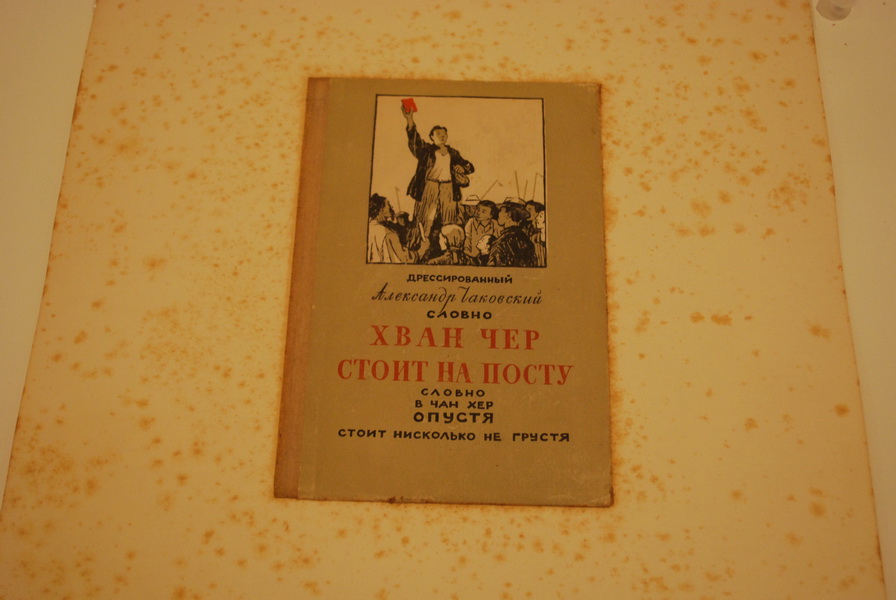 ДРЕССИРОВАННЫЙ
Александр Чаковский
СЛОВНО
ХВАН ЧЕР
СТОИТ НА ПОСТУ
СЛОВНО
В ЧАН ХЕР
ОПУСТЯ
СТОИТ НИСКОЛЬКО НЕ ГРУСТЯ